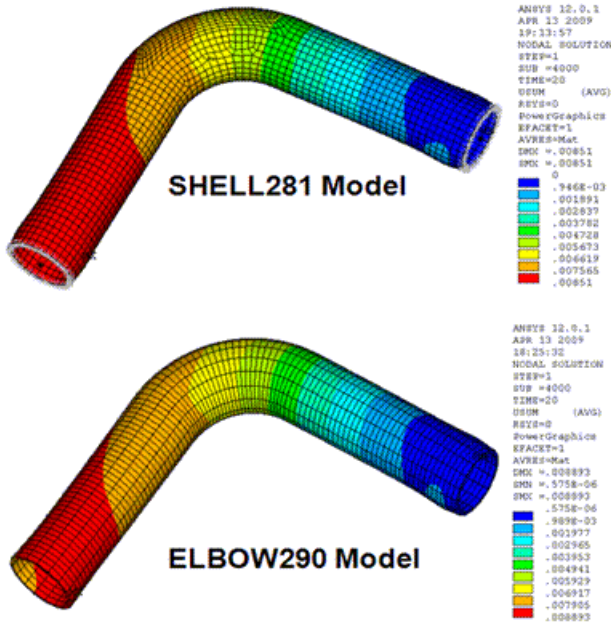 ANSYS 12.0.1
APR 13 2009
19:13:57
NODAL SOLUTION
STEP=1
SUB =4000
TIME=20
USUM (AVG)
RSYS=0
PowerGraphics
EFACET=1
AVRES=Mat
DMX =.00851
SMX =.00851
0
.946E-03
.001891
.002837
.003782
.004728
.005673
.006619
.007565
.00851
SHELL281 Model
ANSYS 12.0.1
APR 13 2009
18:25:32
NODAL SOLUTION
STEP=1
SUB =4000
TIME=20
USUM (AVG)
RSYS=0
PowerGraphics
EFACET=1
AVRES=Mat
DMX =.008893
SMN =.575E-06
SMX =.008893
.575E-06
.989E-03
.001977
.002965
.003953
.004941
.005929
.006917
.007905
.008893
ELBOW290 Model